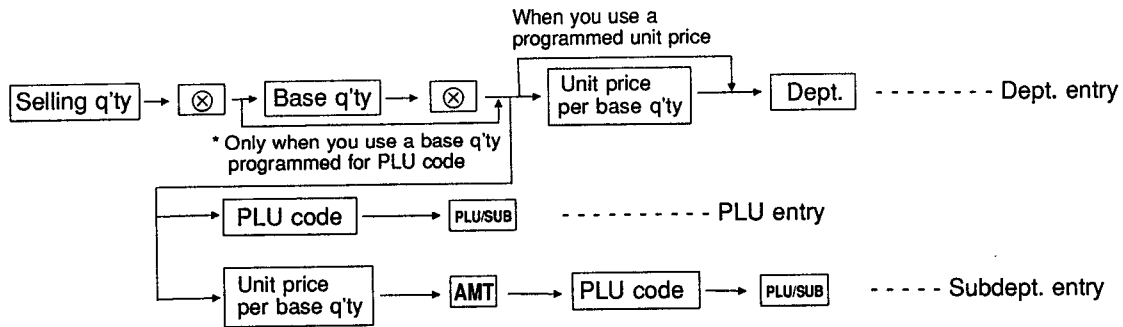 When you use a
programmed unit price
Selling q'ty
⊗
Base q'ty
⊗
Unit price
per base q'ty
Dept.
- - - - - - - - Dept. entry
* Only when you use a base q'ty
programmed for PLU code
PLU code
PLU/SUB
- - - - - - - - - - - PLU entry
Unit price
per base q'ty
AMT
PLU code
PLU/SUB
- - - - - Subdept. entry